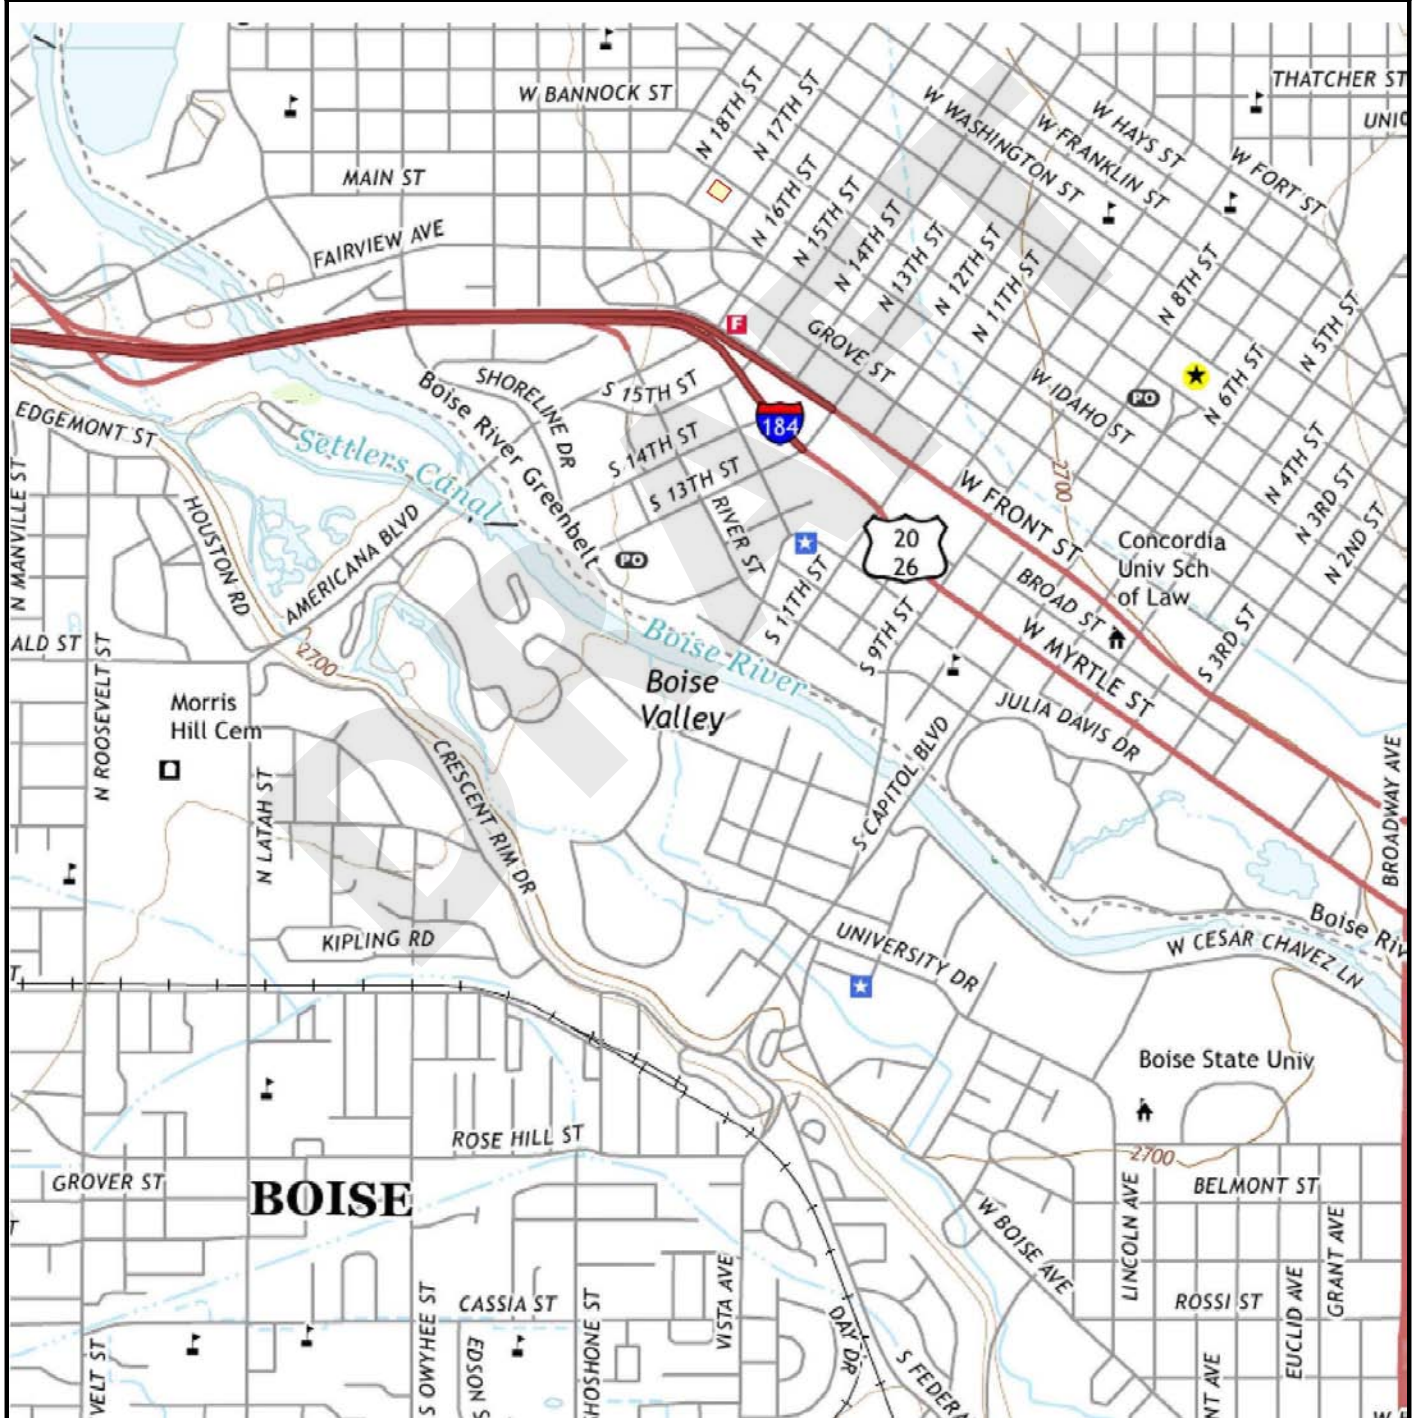 W BANNOCK ST
N 18TH ST
N 17TH ST
W WASHINGTON ST
W FRANKLIN ST
W HAYS ST
THATCHER ST
W FORT ST
MAIN ST
FAIRVIEW AVE
N 16TH ST
N 15TH ST
N 14TH ST
N 13TH ST
N 12TH ST
N 11TH ST
N 8TH ST
N 5TH ST
F
GROVE ST
W IDAHO ST
PO
N 6TH ST
EDGEMONT ST
SHORELINE DR
S 15TH ST
184
S 14TH ST
S 13TH ST
Boise River Greenbelt
Settlers Canal
2700
W FRONT ST
N 4TH ST
N 3RD ST
N 2ND ST
N MANVILLE ST
HOUSTON RD
AMERICANA BLVD
RIVER ST
PO
20
26
Concordia
Univ Sch
of Law
S 11TH ST
S 9TH ST
BROAD ST
W MYRTLE ST
S 3RD ST
ALD ST
N ROOSEVELT ST
2700
Boise River
Boise
Valley
JULIA DAVIS DR
Morris
Hill Cem
N LATAH ST
CRESCENT RIM DR
S CAPITOL BLVD
BROADWAY AVE
KIPLING RD
UNIVERSITY DR
Boise Riv
W CESAR CHAVEZ LN
T
Boise State Univ
ROSE HILL ST
2700
GROVER ST
BOISE
BELMONT ST
W BOISE AVE
LINCOLN AVE
GRANT AVE
T
CASSIA ST
ROSSI ST
EUCLID AVE
VELT ST
S OWYHEE ST
EDSON
HOSHONE ST
VISTA AVE
DAY DR
S FEDERA
NT AVE
DRAFT